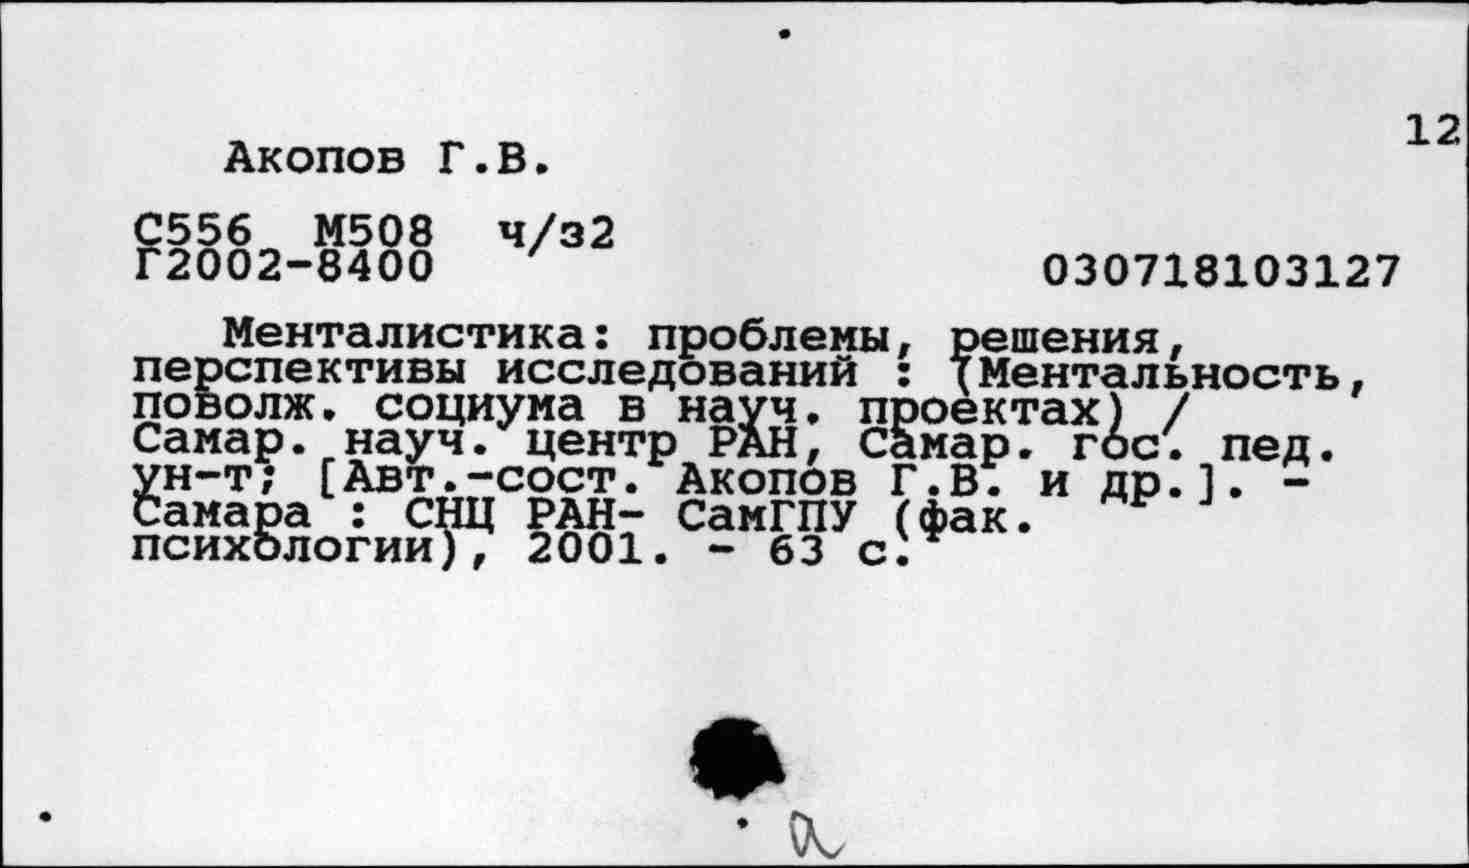 12
Акопов Г.В.
С556 М508 ч/з2
Г2002-8400
030718103127
Менталистика: проблемы, решения,
перспективы исследований : (Ментальность,
поволж. социума в науч. проектах) /
Самар. науч. центр РАН, Самар. гос. пед.
ун-т; [Авт.-сост. Акопов Г.В. и др.]. -
Самара : СНЦ РАН- СамГПУ (фак.
психологии), 2001. - 63 с.